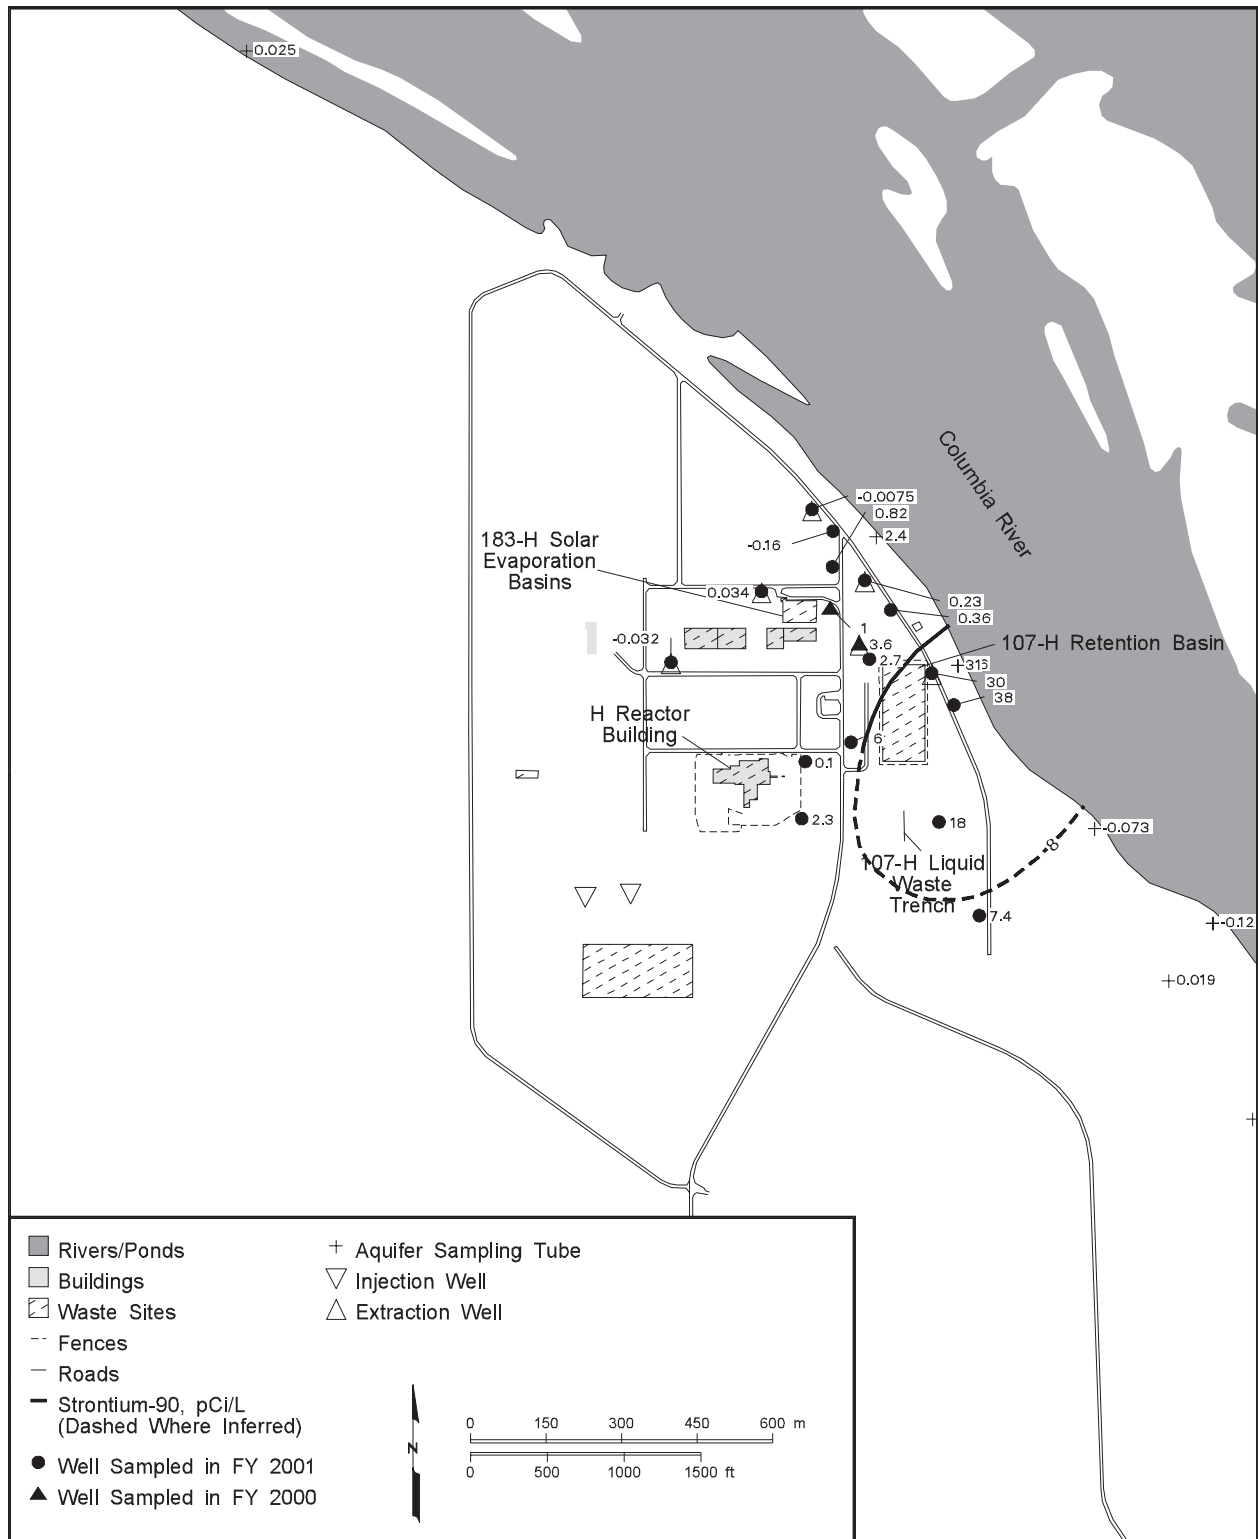 0.025
Columbia River
-0.0075
0.82
-0.16
2.4
183-H Solar
Evaporation
Basins
0.034
0.23
0.36
1
-0.032
3.6
2.7
107-H Retention Basin
30
38
H Reactor
Building
6
0.1
2.3
18
-0.073
8
107-H Liquid
Waste
Trench
7.4
-0.12
0.019
Rivers/Ponds
Buildings
Waste Sites
Fences
Roads
Strontium-90, pCi/L
(Dashed Where Inferred)
Well Sampled in FY 2001
Well Sampled in FY 2000
+ Aquifer Sampling Tube
Injection Well
Extraction Well
N
0 150 300 450 600 m
0 500 1000 1500 ft